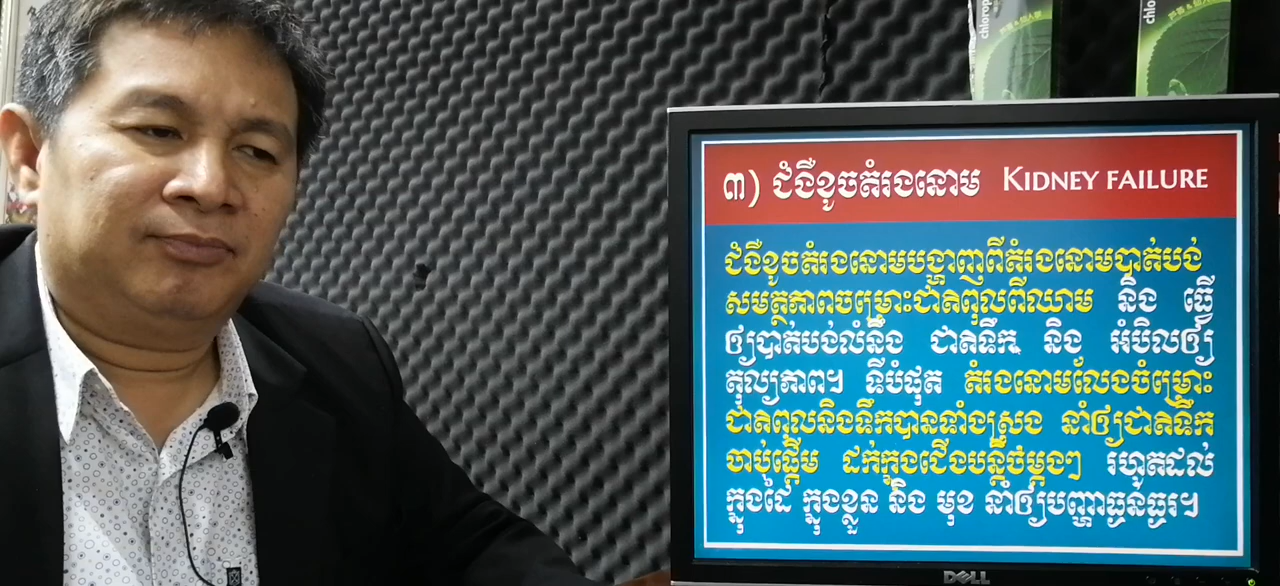 chlorop
chlo
៣) ជំងឺខូចតំរងនោម KIDNEY FAILURE
ជំងឺខូចតំរងនោមបង្ហាញពីតំរងនោមបាត់បង់
សមត្ថភាពចម្រោះជាតិពុលពីឈាម និង ធ្វើ
ឲ្យបាត់បង់លំនឹង ជាតិទឹក និង អំបិលឲ្យ
តុល្យភាព។ ទីបំផុត តំរងនោមលែងចំម្រោះ
ជាតិពុលនិងទឹកបានទាំងស្រុង នាំឲ្យជាតិទឹក
ចាប់ផ្តើម ដក់ក្នុងជើងបន្តិចម្តងៗ រហូតដល់
ក្នុងដៃ ក្នុងខ្លួន និង មុខ នាំឲ្យបញ្ហាធ្ងន់ធ្ងរ។
DELL